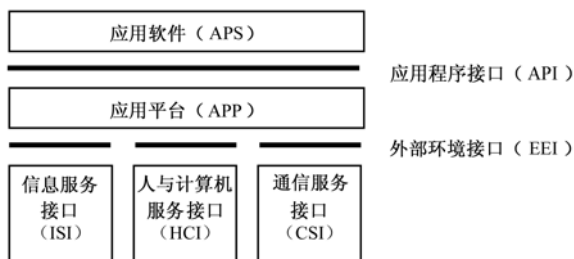 应用软件（APS）
应用程序接口（API）
应用平台（APP）
外部环境接口（EEI）
信息服务
接口
（ISI）
人与计算机
服务接口
（HCI）
通信服务
接口
（CSI）